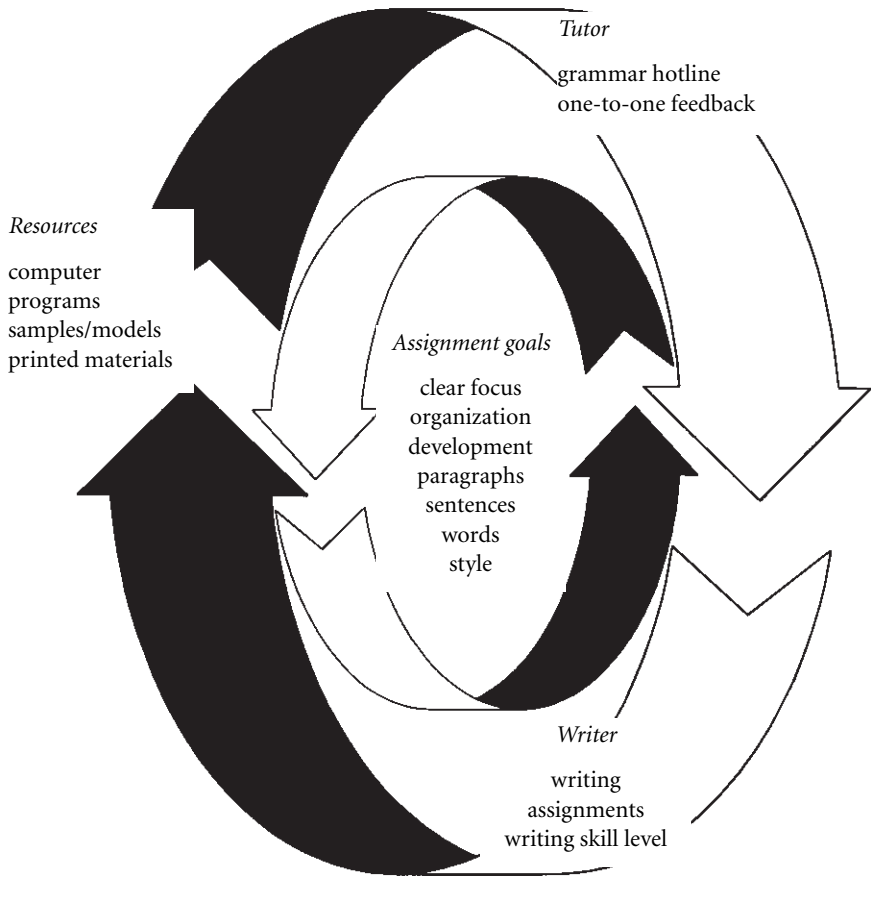 Tutor
grammar hotline
one-to-one feedback
Resources
computer
programs
samples/models
printed materials
Assignment goals
clear focus
organization
development
paragraphs
sentences
words
style
Writer
writing
assignments
writing skill level